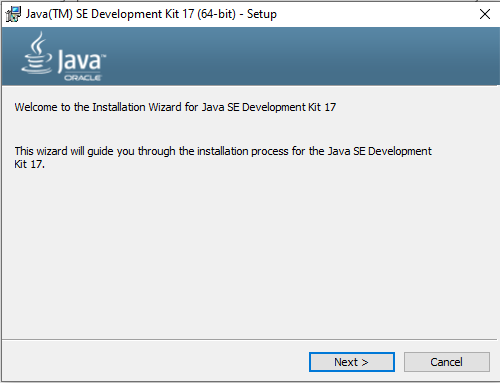 Java(TM) SE Development Kit 17 (64-bit) - Setup
Java
ORACLE
Welcome to the Installation Wizard for Java SE Development Kit 17
This wizard will guide you through the installation process for the Java SE Development
Kit 17.
Next >
Cancel